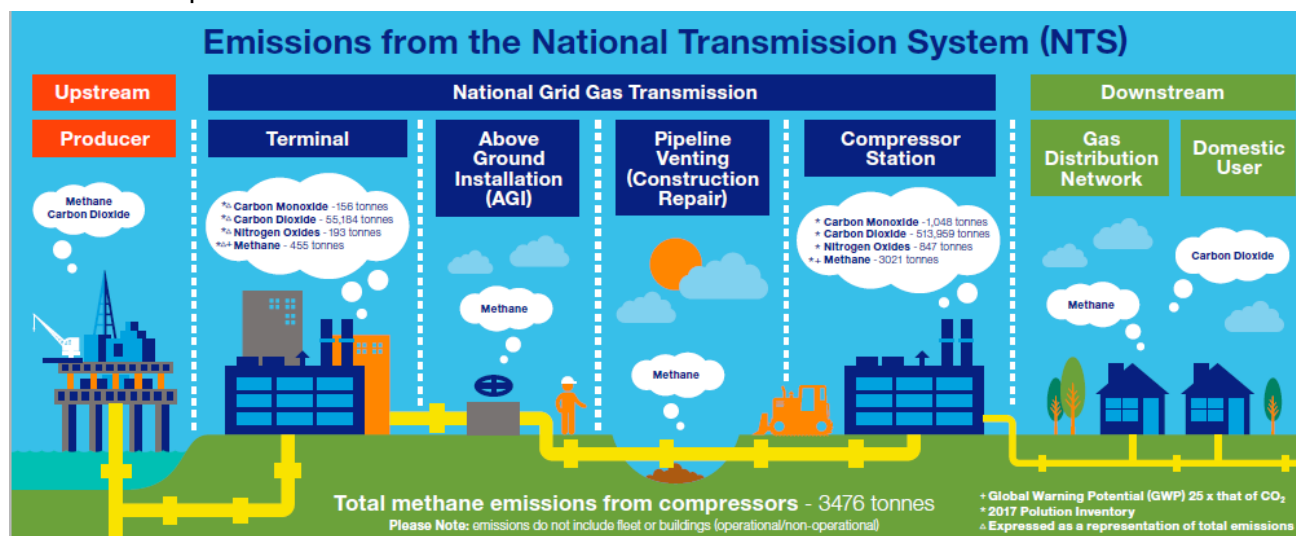 Emissions from the National Transmission System (NTS)
Upstream
National Grid Gas Transmission
Downstream
Producer
Terminal
Above
Ground
Installation
(AGI)
Pipeline
Venting
(Construction
Repair)
Compressor
Station
Gas
Distribution
Network
Domestic
User
Methane
Carbon Dioxide
*△ Carbon Monoxide -156 tonnes
*△ Carbon Dioxide - 55,184 tonnes
*△ Nitrogen Oxides - 193 tonnes
*△+ Methane - 455 tonnes
Methane
Methane
* Carbon Monoxide -1,048 tonnes
* Carbon Dioxide - 513,959 tonnes
* Nitrogen Oxides - 847 tonnes
*+ Methane - 3021 tonnes
Methane
Carbon Dioxide
Total methane emissions from compressors - 3476 tonnes
Please Note: emissions do not include fleet or buildings (operational/non-operational)
+ Global Warning Potential (GWP) 25 x that of CO₂
* 2017 Polution Inventory
△ Expressed as a representation of total emissions